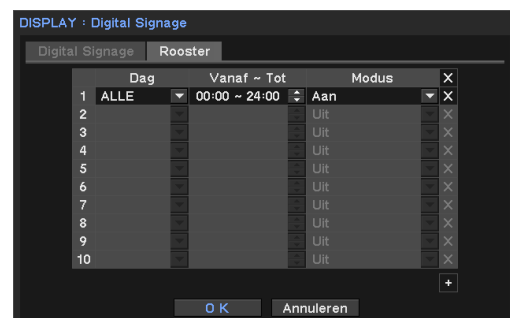 DISPLAY : Digital Signage
Digital Signage Rooster
Dag Vanaf ~ Tot Modus X
1 ALLE 00:00 ~ 24:00 Aan X
2 Uit X
3 Uit X
4 Uit X
5 Uit X
6 Uit X
7 Uit X
8 Uit X
9 Uit X
10 Uit X
+
OK Annuleren